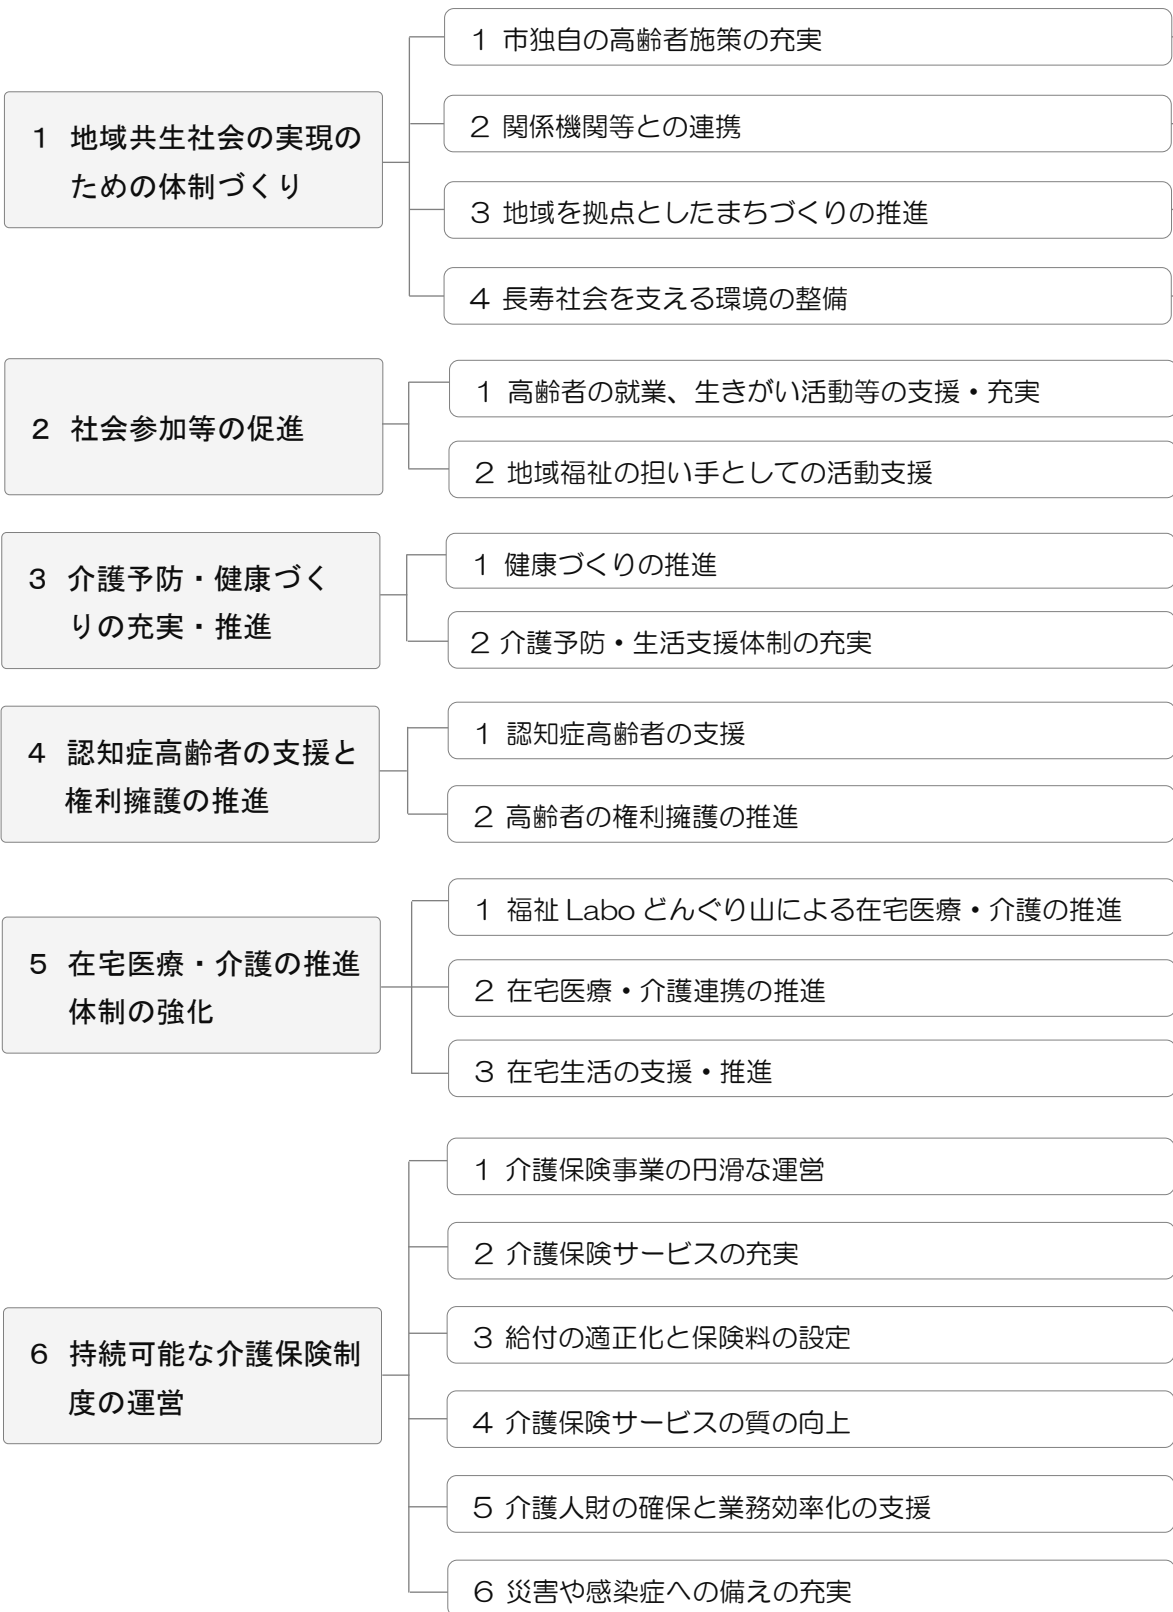 1 地域共生社会の実現の
ための体制づくり
1 市独自の高齢者施策の充実
2 関係機関等との連携
3 地域を拠点としたまちづくりの推進
4 長寿社会を支える環境の整備
2 社会参加等の促進
1 高齢者の就業、生きがい活動等の支援・充実
2 地域福祉の担い手としての活動支援
3 介護予防・健康づく
りの充実・推進
1 健康づくりの推進
2 介護予防・生活支援体制の充実
4 認知症高齢者の支援と
権利擁護の推進
1 認知症高齢者の支援
2 高齢者の権利擁護の推進
5 在宅医療・介護の推進
体制の強化
1 福祉 Labo どんぐり山による在宅医療・介護の推進
2 在宅医療・介護連携の推進
3 在宅生活の支援・推進
6 持続可能な介護保険制
度の運営
1 介護保険事業の円滑な運営
2 介護保険サービスの充実
3 給付の適正化と保険料の設定
4 介護保険サービスの質の向上
5 介護人財の確保と業務効率化の支援
6 災害や感染症への備えの充実